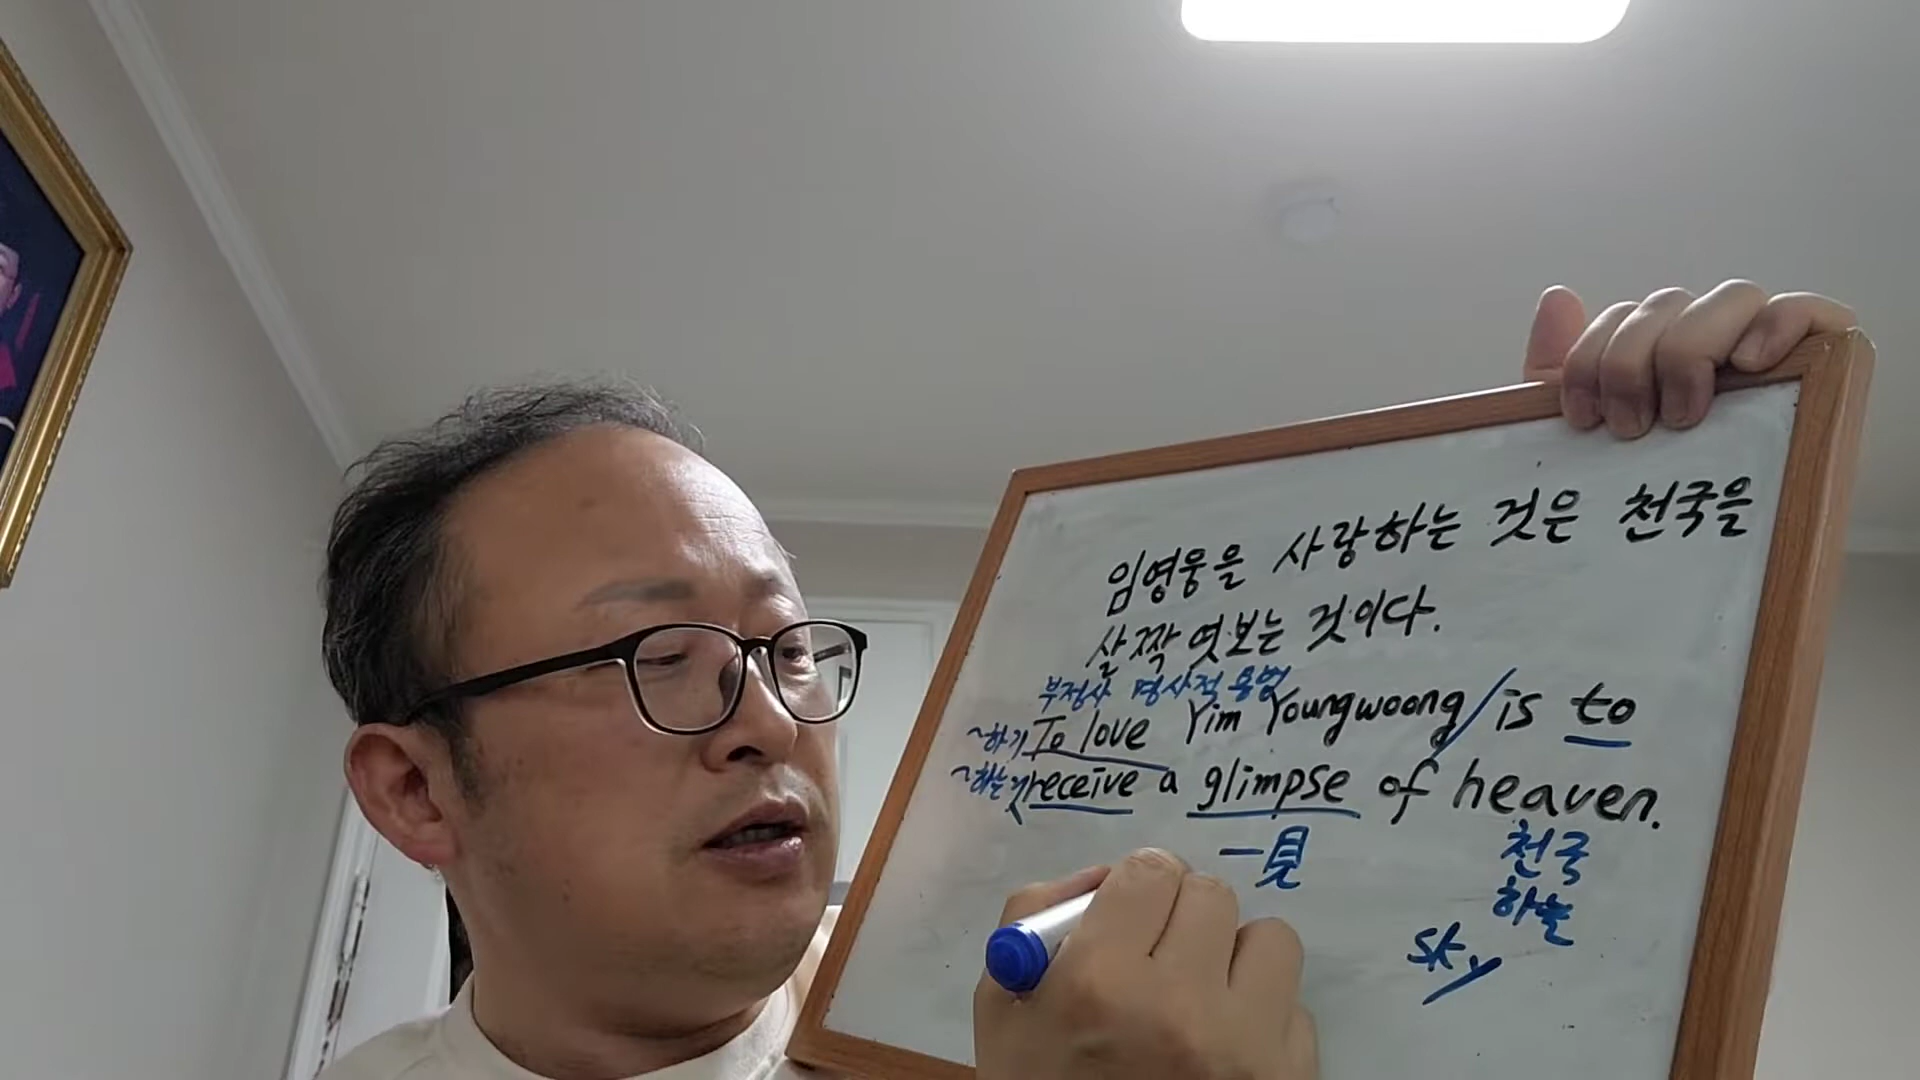 임영웅을 사랑하는 것은 천국을
살짝 엿보는 것이다.
부정사 명사적 용법
~하기 To love Yim Youngwoong / is to
~하는 것 receive a glimpse of heaven.
一見 천국
하늘
sky